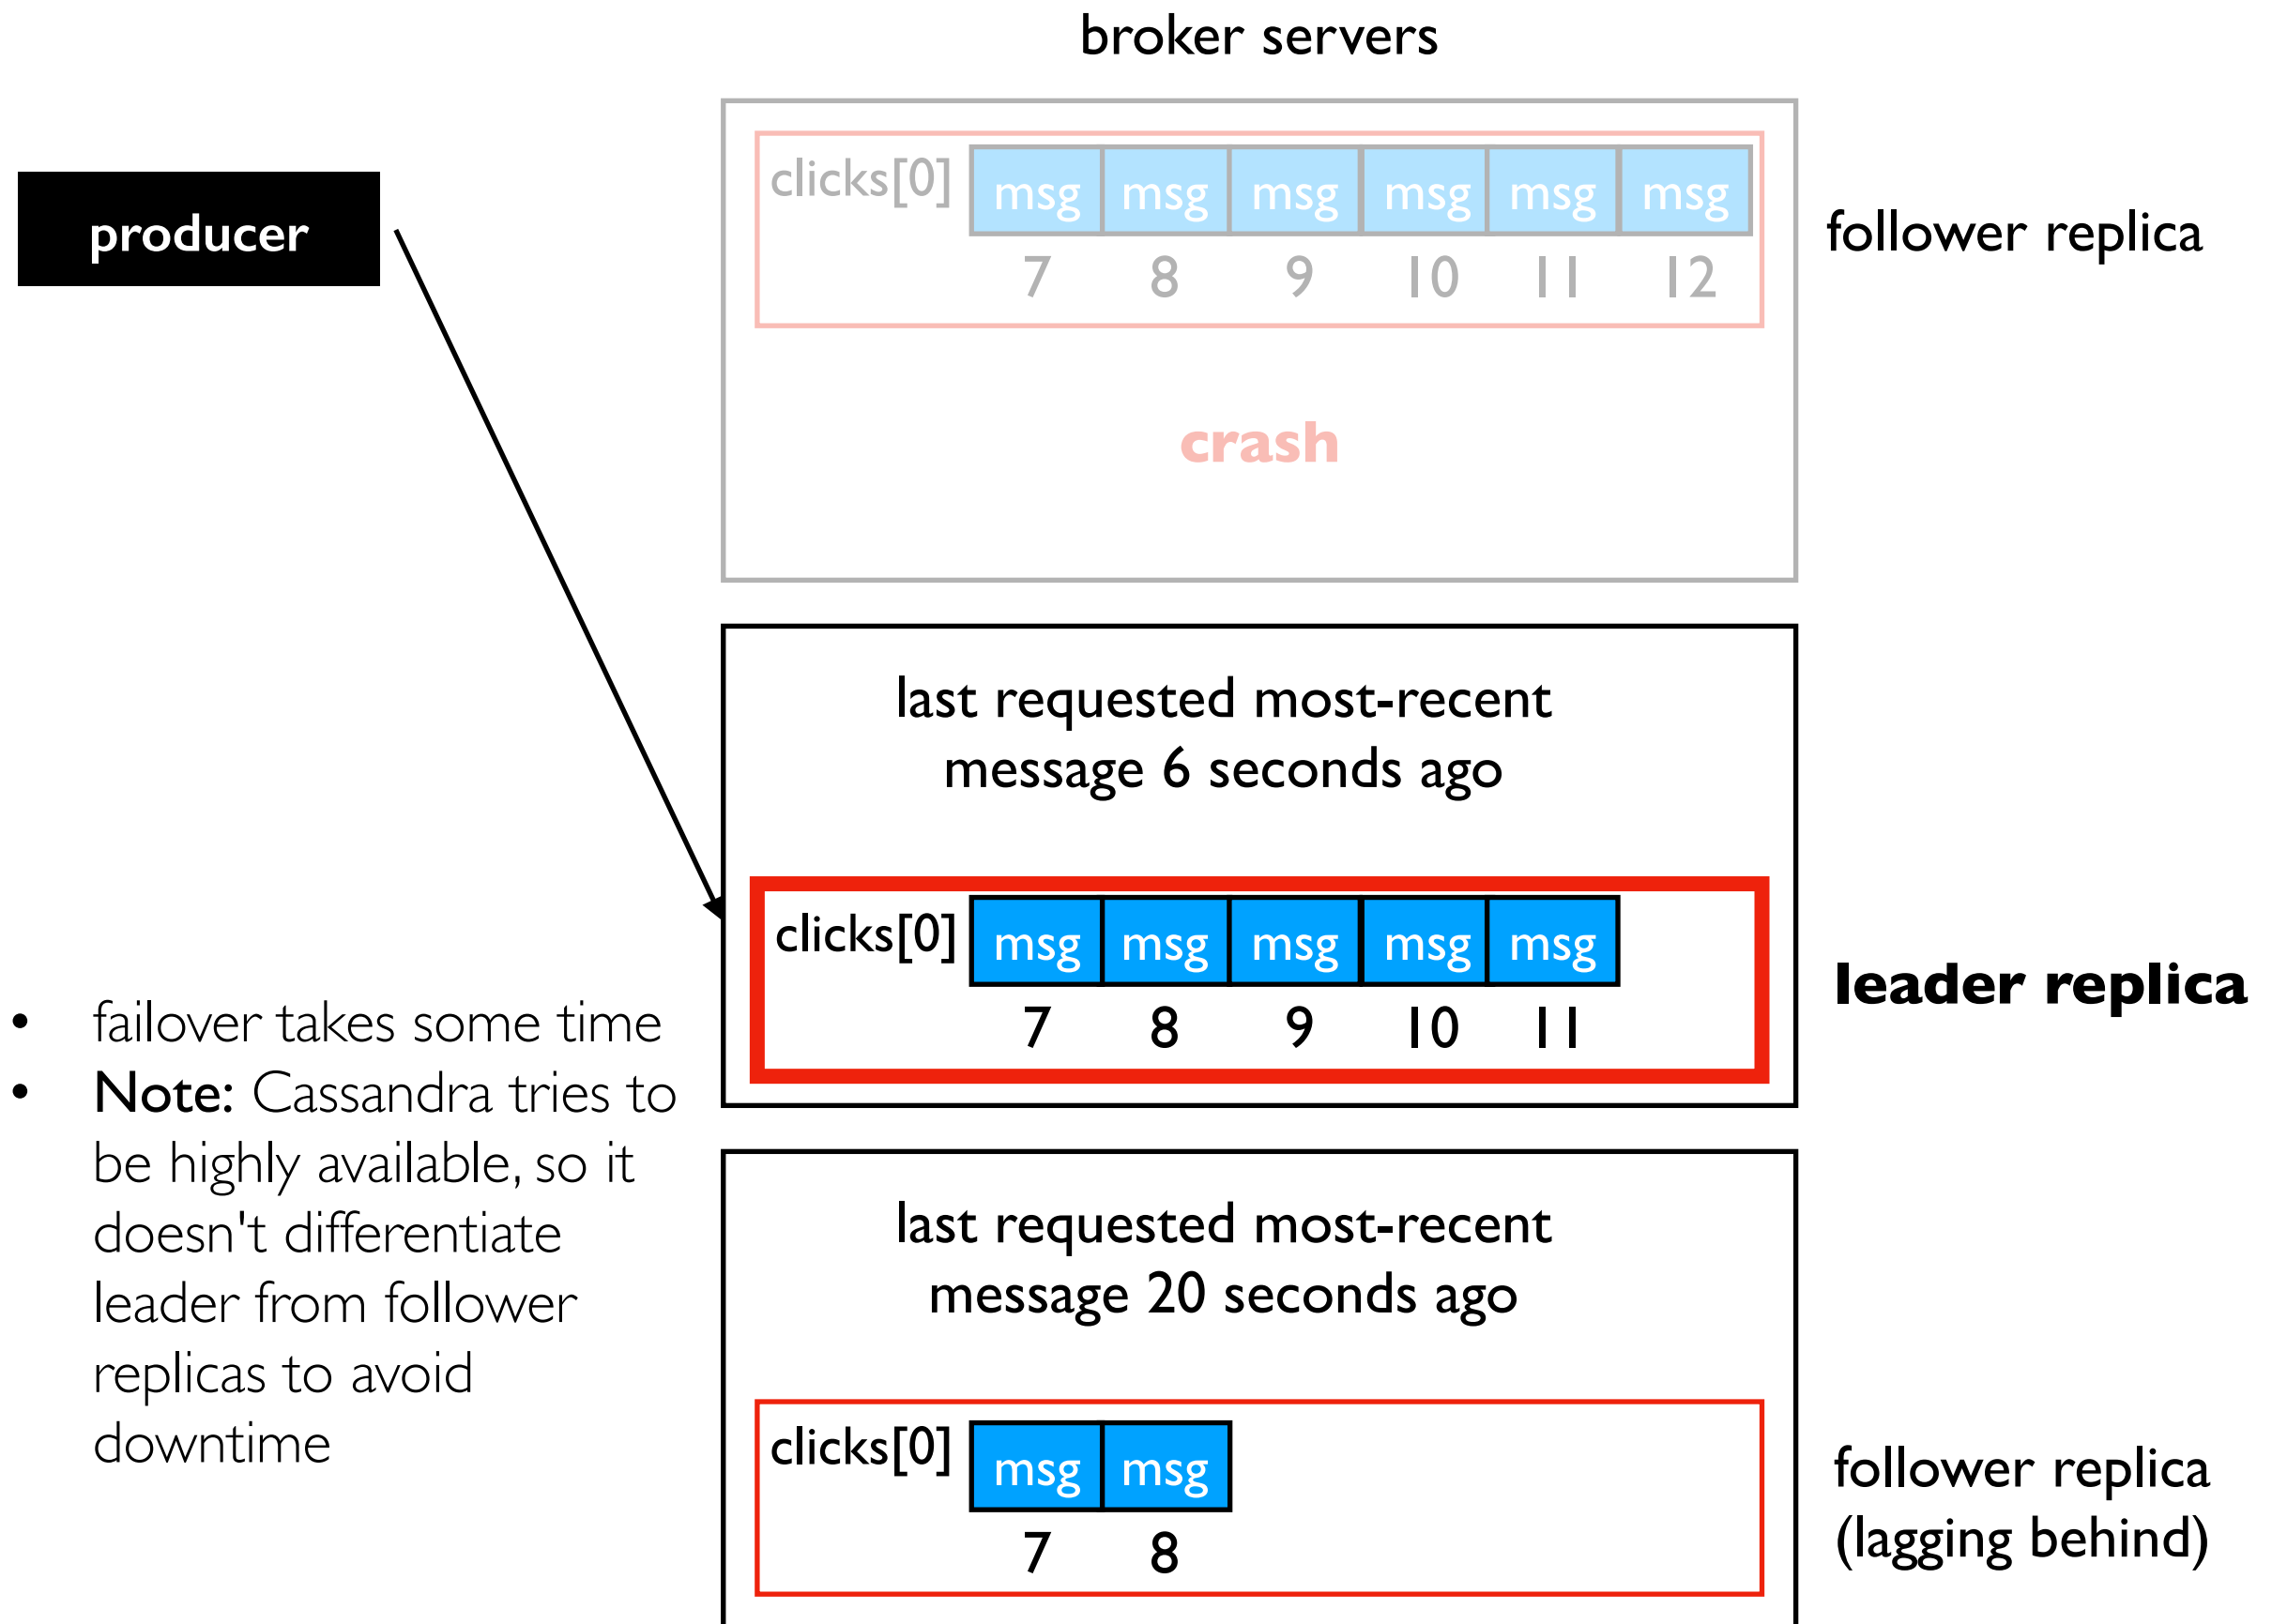 broker servers
producer
clicks[0] msg msg msg msg msg msg
7 8 9 10 11 12
follower replica
crash
last requested most-recent
message 6 seconds ago
clicks[0] msg msg msg msg msg
7 8 9 10 11
leader replica
• failover takes some time
• Note: Cassandra tries to
be highly available, so it
doesn't differentiate
leader from follower
replicas to avoid
downtime
last requested most-recent
message 20 seconds ago
clicks[0] msg msg
7 8
follower replica
(lagging behind)